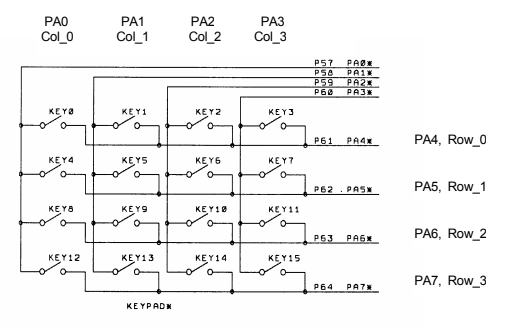 PA0 PA1 PA2 PA3
Col_0 Col_1 Col_2 Col_3
P57 PA0*
P58 PA1*
P59 PA2*
P60 PA3*
KEY0 KEY1 KEY2 KEY3
P61 PA4* PA4, Row_0
KEY4 KEY5 KEY6 KEY7
P62 . PA5* PA5, Row_1
KEY8 KEY9 KEY10 KEY11
P63 PA6* PA6, Row_2
KEY12 KEY13 KEY14 KEY15
P64 PA7* PA7, Row_3
KEYPAD*